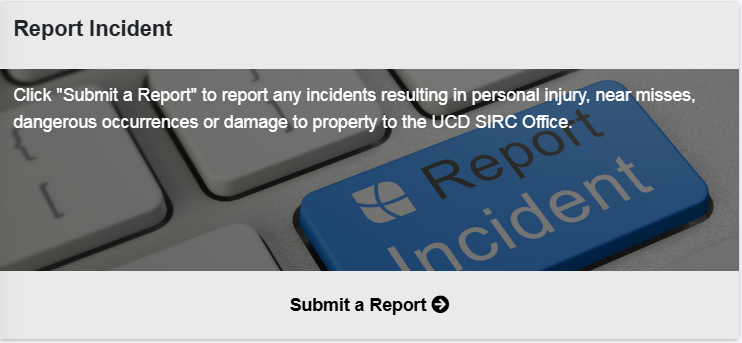 Report Incident
Click "Submit a Report" to report any incidents resulting in personal injury, near misses,
dangerous occurrences or damage to property to the UCD SIRC Office.
Report
Incident
{
[
Submit a Report